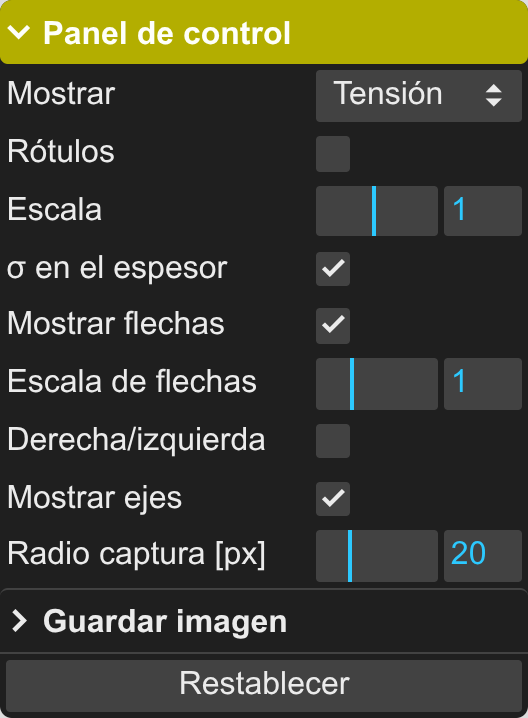 Panel de control
Mostrar Tensión
Rótulos
Escala 1
σ en el espesor
Mostrar flechas
Escala de flechas 1
Derecha/izquierda
Mostrar ejes
Radio captura [px] 20
Guardar imagen
Restablecer